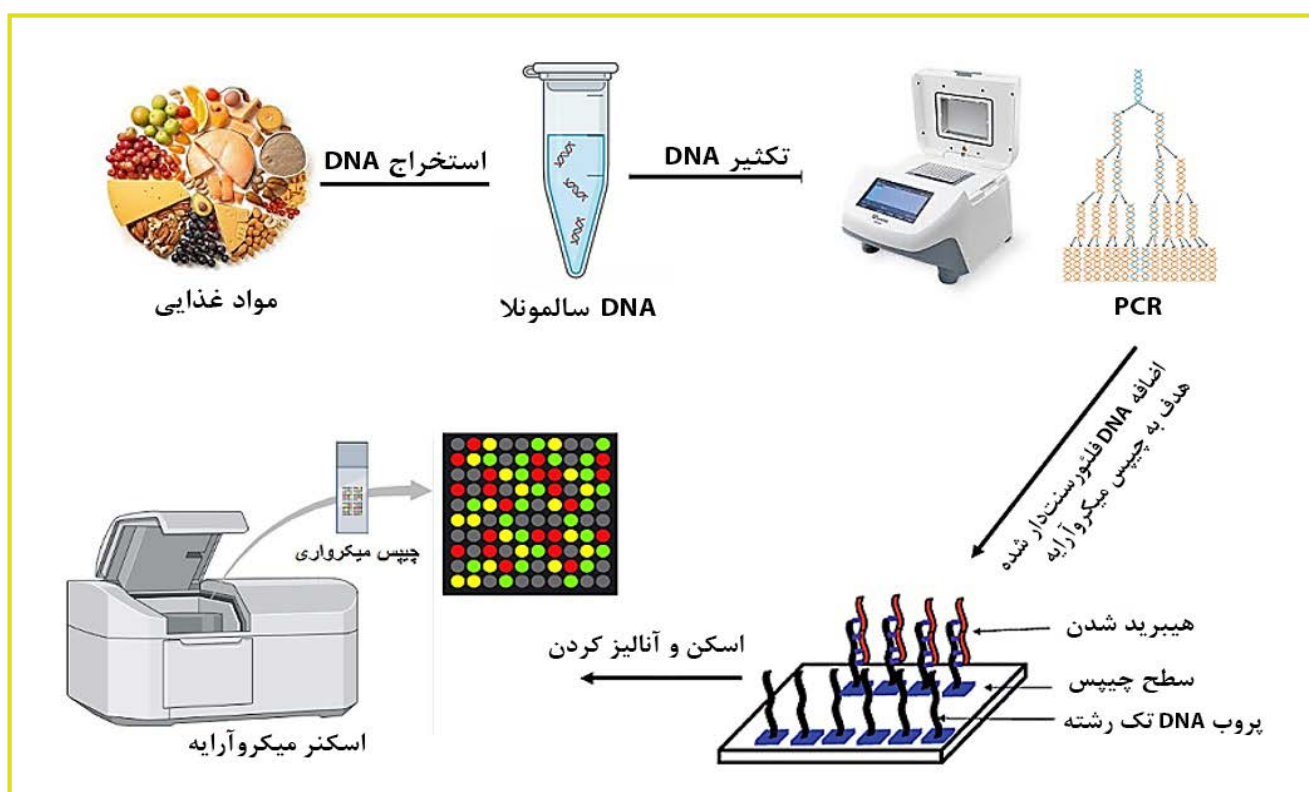 استخراج DNA
تکثیر DNA
مواد غذایی
DNA سالمونلا
PCR
اضافه DNA فلئورسنت‌دار شده
هدف به چیپس میکروآرایه
چیپس میکرواری
هیبرید شدن
سطح چیپس
پروب DNA تک رشته
اسکن و آنالیز کردن
اسکنر میکروآرایه